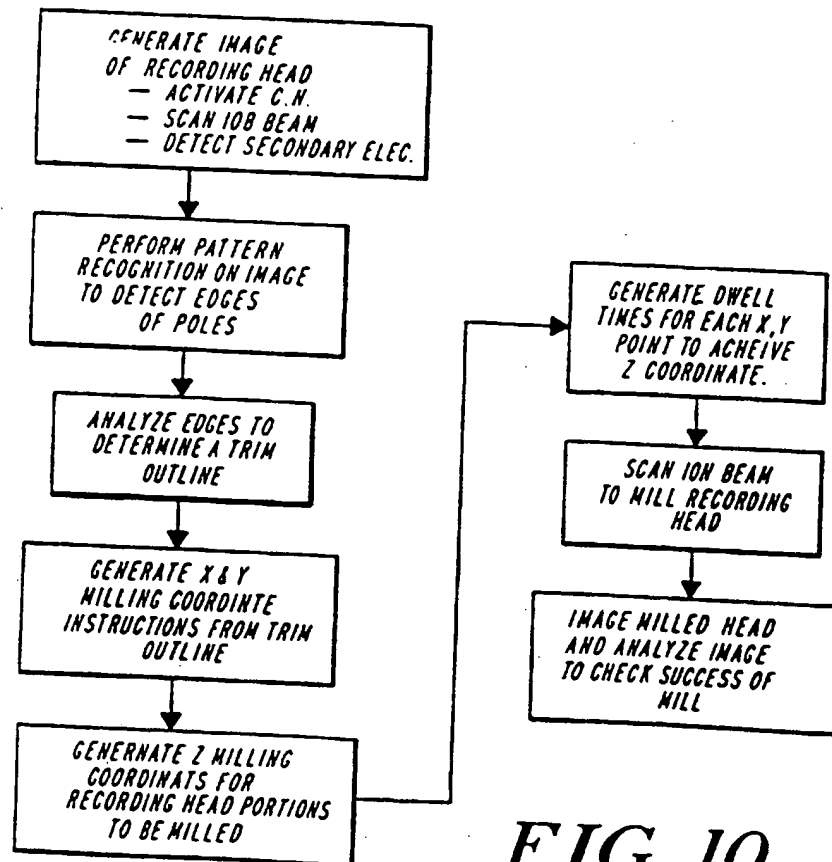 GENERATE IMAGE
OF RECORDING HEAD
— ACTIVATE C.N.
— SCAN IOB BEAM
— DETECT SECONDARY ELEC.
PERFORM PATTERN
RECOGNITION ON IMAGE
TO DETECT EDGES
OF POLES
ANALYZE EDGES TO
DETERMINE A TRIM
OUTLINE
GENERATE X & Y
MILLING COORDINTE
INSTRUCTIONS FROM TRIM
OUTLINE
GENERNATE Z MILLING
COORDINATS FOR
RECORDING HEAD PORTIONS
TO BE MILLED
GENERATE DWELL
TIMES FOR EACH X,Y
POINT TO ACHEIVE
Z COORDINATE.
SCAN ION BEAM
TO MILL RECORDING
HEAD
IMAGE MILLED HEAD
AND ANALYZE IMAGE
TO CHECK SUCCESS OF
MILL
FIG. 10